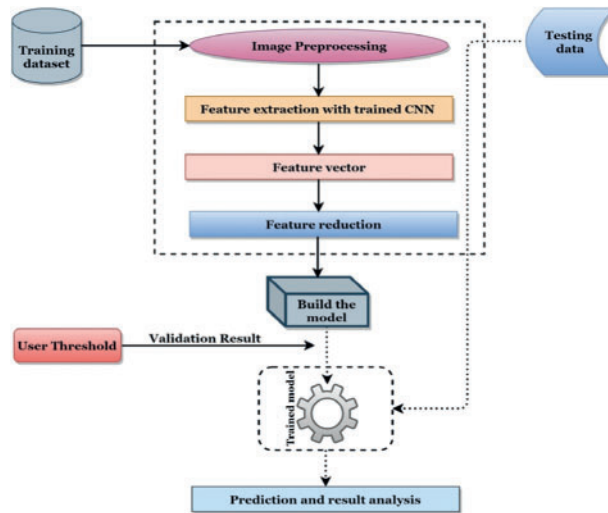 Training
dataset
Image Preprocessing
Testing
data
Feature extraction with trained CNN
Feature vector
Feature reduction
Build the
model
User Threshold
Validation Result
Trained model
Prediction and result analysis